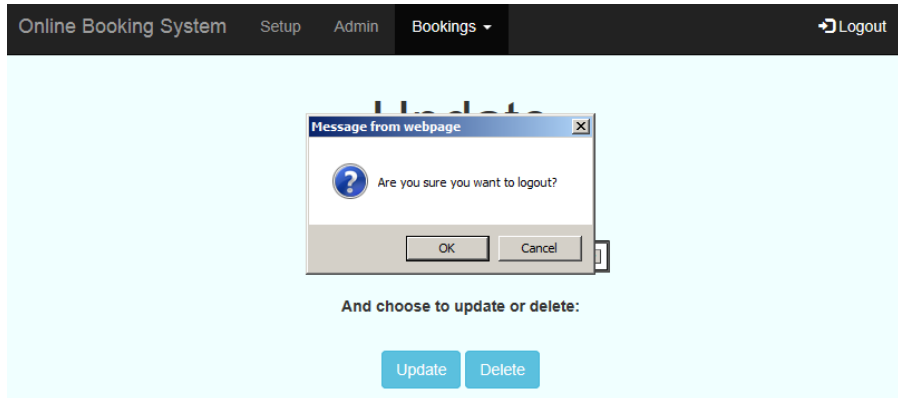 Online Booking System Setup Admin Bookings Logout
Update
Message from webpage
Are you sure you want to logout?
OK Cancel
And choose to update or delete:
Update Delete